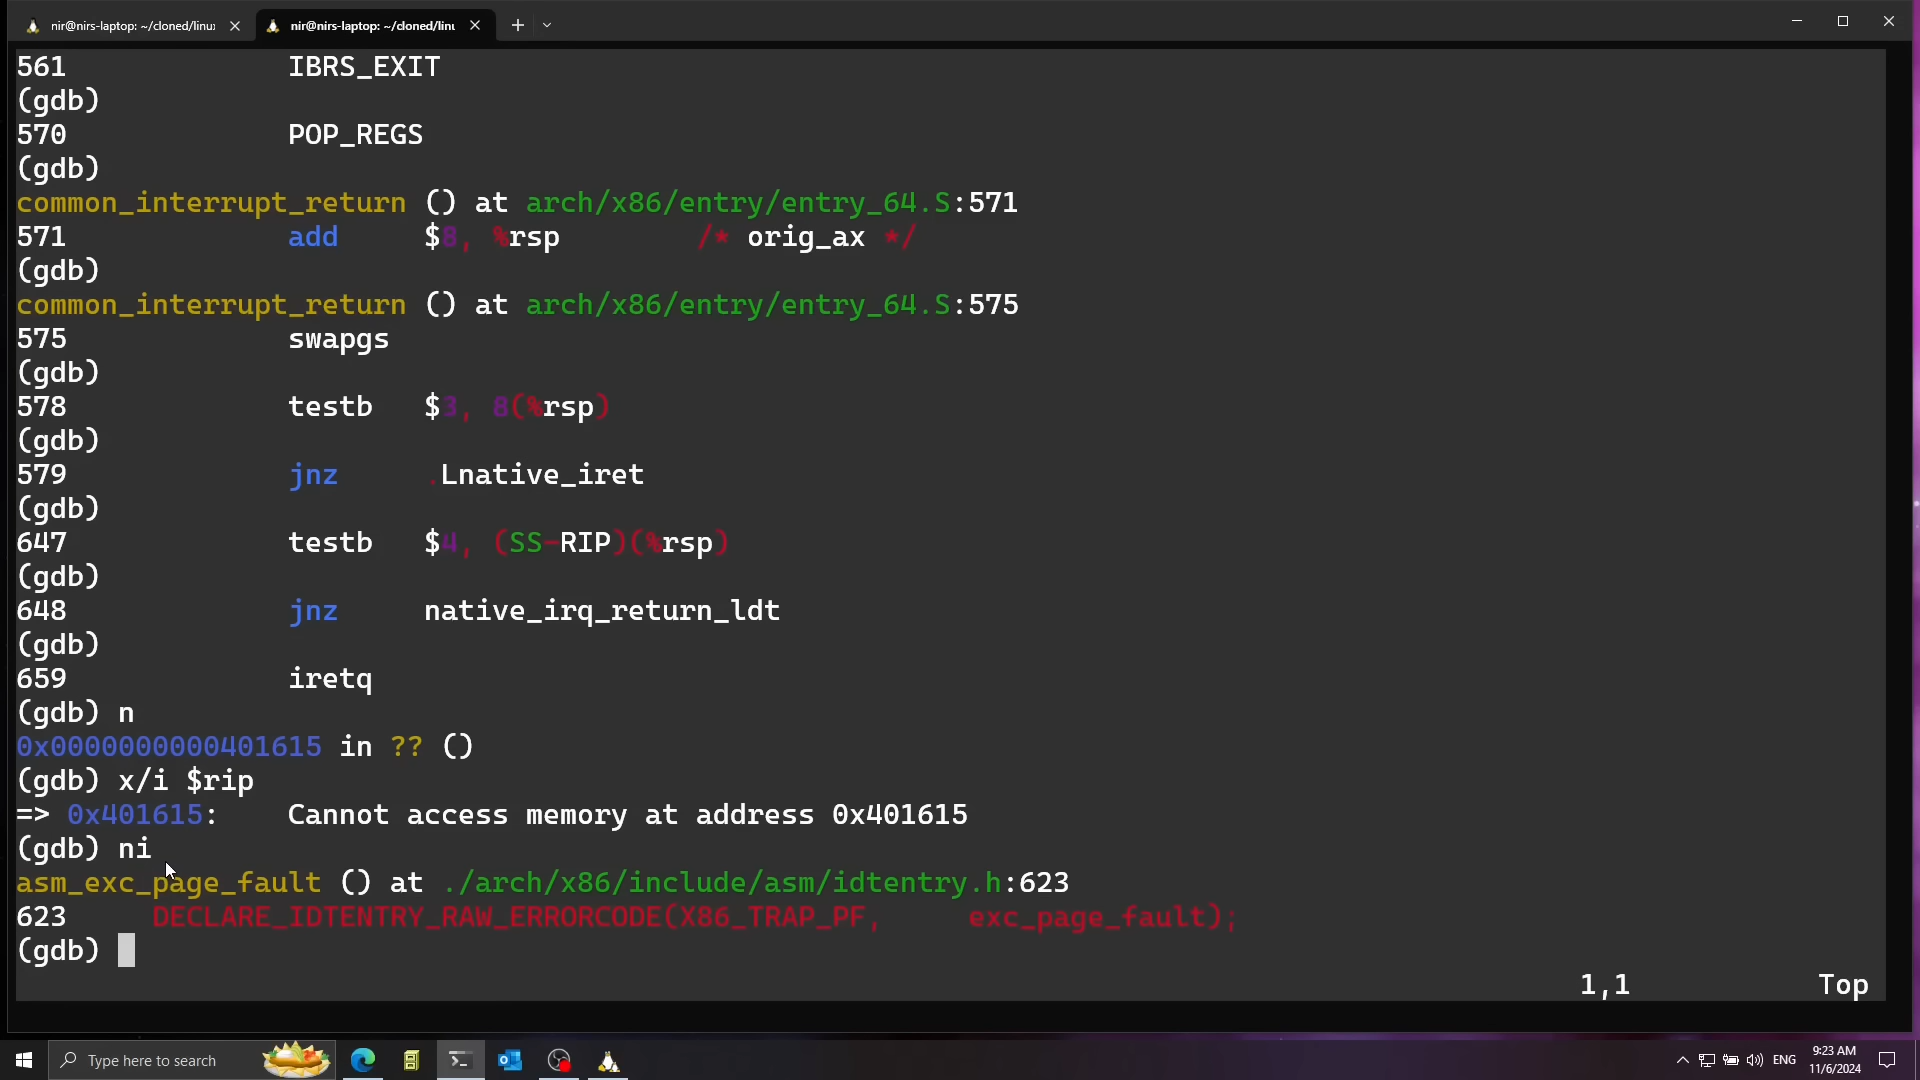 nir@nirs-laptop: ~/cloned/linu
nir@nirs-laptop: ~/cloned/linu
561 IBRS_EXIT
(gdb)
570 POP_REGS
(gdb)
common_interrupt_return () at arch/x86/entry/entry_64.S:571
571 add $8, %rsp /* orig_ax */
(gdb)
common_interrupt_return () at arch/x86/entry/entry_64.S:575
575 swapgs
(gdb)
578 testb $3, 8(%rsp)
(gdb)
579 jnz .Lnative_iret
(gdb)
647 testb $4, (SS-RIP)(%rsp)
(gdb)
648 jnz native_irq_return_ldt
(gdb)
659 iretq
(gdb) n
0x0000000000401615 in ?? ()
(gdb) x/i $rip
=> 0x401615: Cannot access memory at address 0x401615
(gdb) ni
asm_exc_page_fault () at ./arch/x86/include/asm/idtentry.h:623
623 DECLARE_IDTENTRY_RAW_ERRORCODE(X86_TRAP_PF, exc_page_fault);
(gdb)
1,1 Top
Type here to search
ENG
9:23 AM
11/6/2024